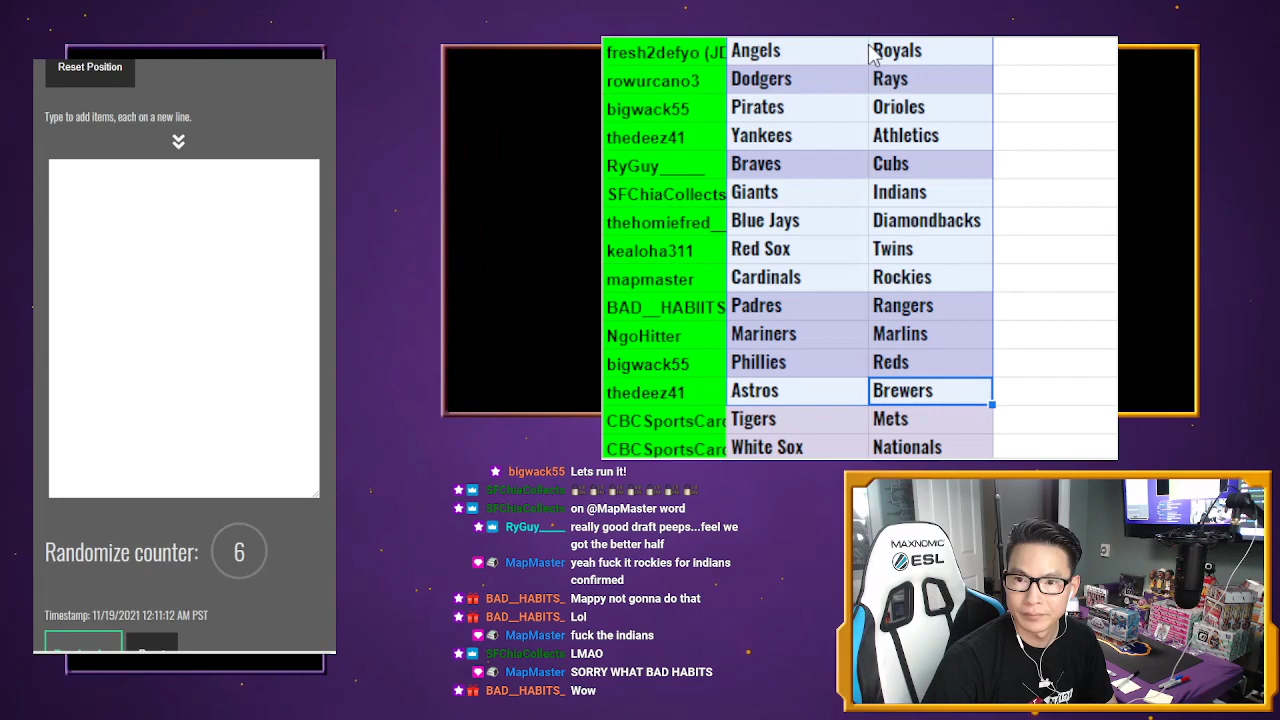 Reset Position
Type to add items, each on a new line.
Randomize counter: 6
Timestamp: 11/19/2021 12:11:12 AM PST
fresh2defyo (JD Angels Royals
rowurcano3 Dodgers Rays
bigwack55 Pirates Orioles
thedeez41 Yankees Athletics
RyGuy_____ Braves Cubs
SFChiaCollects Giants Indians
thehomiefred__ Blue Jays Diamondbacks
kealoha311 Red Sox Twins
mapmaster Cardinals Rockies
BAD__HABIITS Padres Rangers
NgoHitter Mariners Marlins
bigwack55 Phillies Reds
thedeez41 Astros Brewers
CBCSportsCard Tigers Mets
CBCSportsCard White Sox Nationals
bigwack55 Lets run it!
SFChiaCollects
SFChiaCollects on @MapMaster word
RyGuy_____ really good draft peeps...feel we
got the better half
MapMaster yeah fuck it rockies for Indians
confirmed
BAD__HABITS_ Mappy not gonna do that
BAD__HABITS_ Lol
MapMaster fuck the indians
SFChiaCollects LMAO
MapMaster SORRY WHAT BAD HABITS
BAD__HABITS_ Wow
MAXNOMIC
ESL